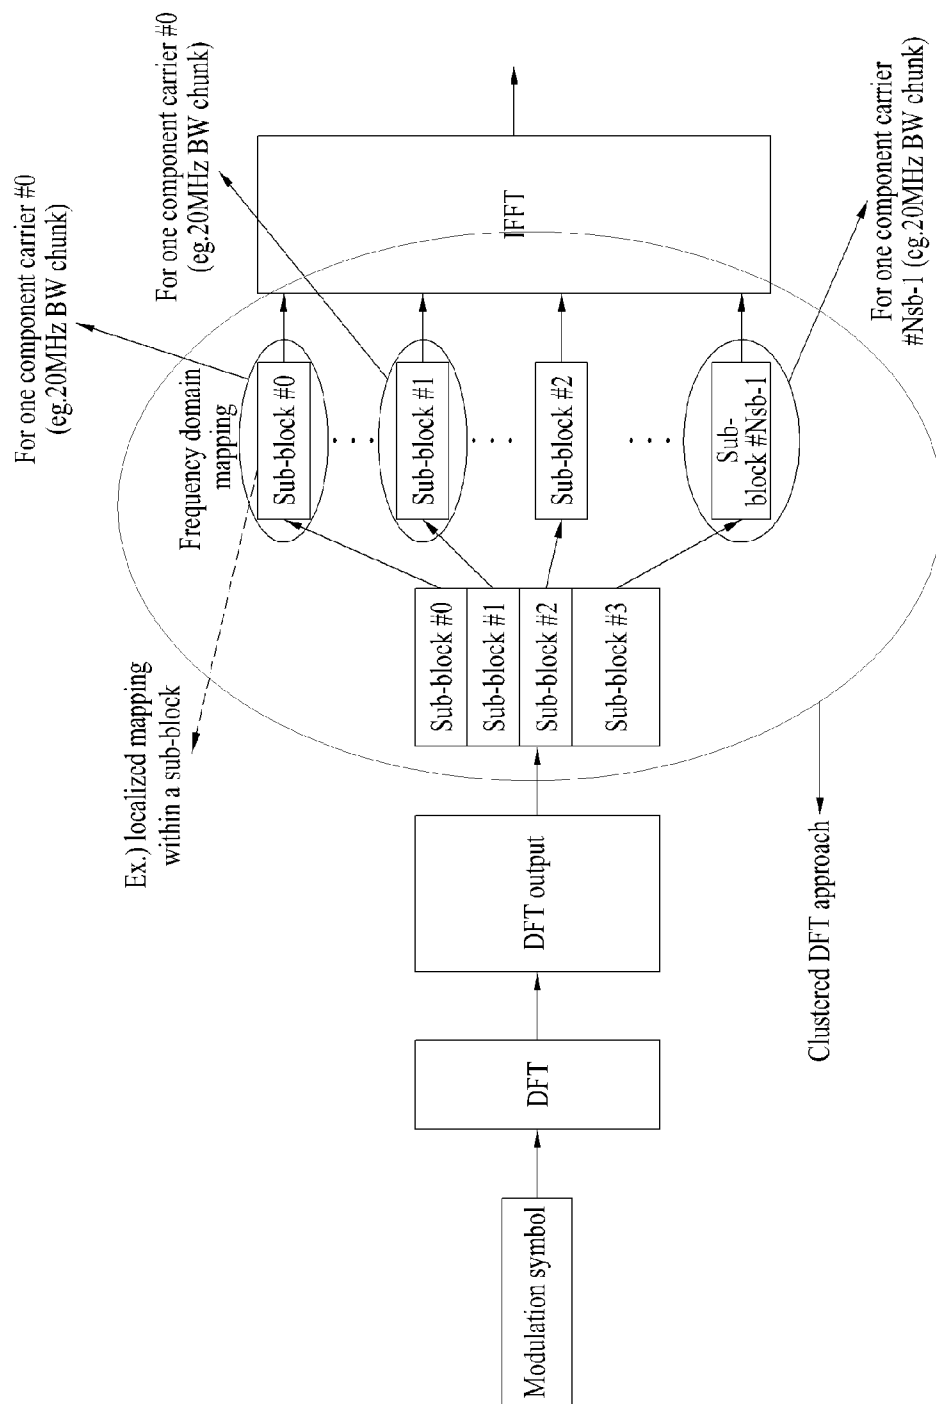 Modulation symbol
DFT
DFT output
Sub-block #0
Sub-block #1
Sub-block #2
Sub-block #3
Ex.) localized mapping
within a sub-block
Frequency domain
mapping
Sub-block #0
Sub-block #1
Sub-block #2
Sub-
block #Nsb-1
For one component carrier #0
(eg.20MHz BW chunk)
For one component carrier #0
(eg.20MHz BW chunk)
For one component carrier
#Nsb-1 (eg.20MHz BW chunk)
IFFT
Clustered DFT approach